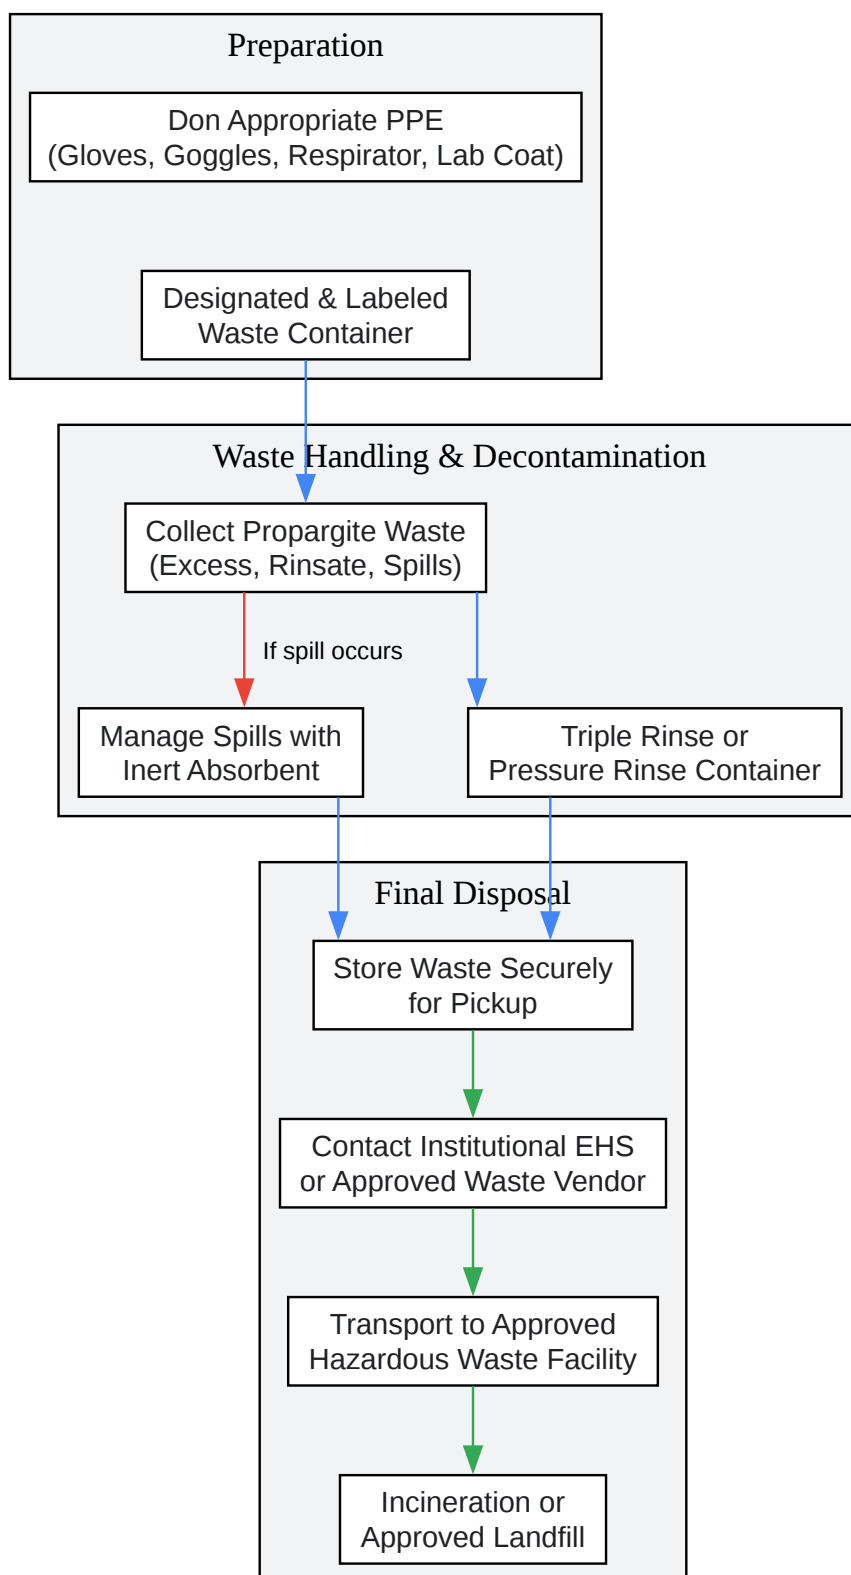 Preparation
Don Appropriate PPE
(Gloves, Goggles, Respirator, Lab Coat)
Designated & Labeled
Waste Container
Waste Handling & Decontamination
Collect Propargite Waste
(Excess, Rinsate, Spills)
If spill occurs
Manage Spills with
Inert Absorbent
Triple Rinse or
Pressure Rinse Container
Final Disposal
Store Waste Securely
for Pickup
Contact Institutional EHS
or Approved Waste Vendor
Transport to Approved
Hazardous Waste Facility
Incineration or
Approved Landfill